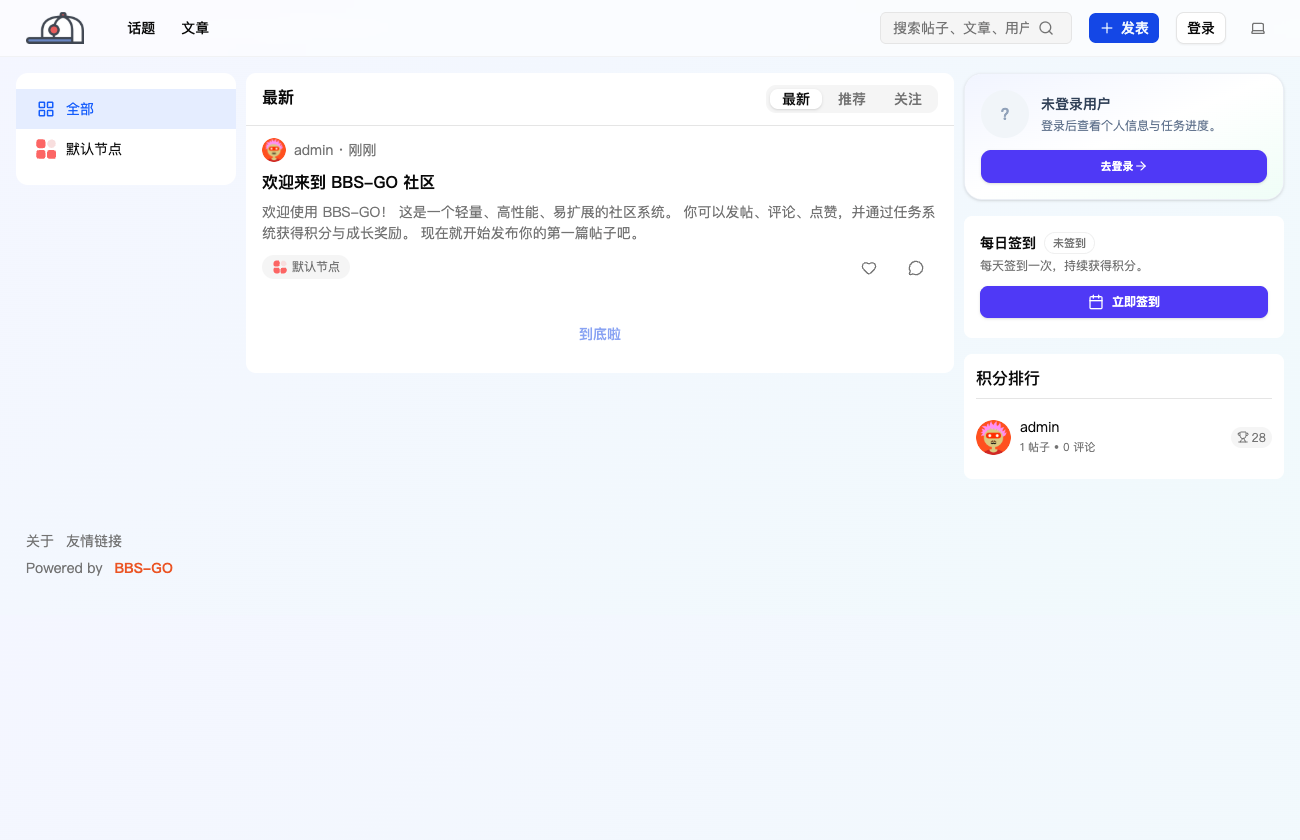 话题 文章 搜索帖子、文章、用户 发表 登录
全部
默认节点
最新 最新 推荐 关注
admin · 刚刚
欢迎来到 BBS-GO 社区
欢迎使用 BBS-GO！ 这是一个轻量、高性能、易扩展的社区系统。 你可以发帖、评论、点赞，并通过任务系
统获得积分与成长奖励。 现在就开始发布你的第一篇帖子吧。
默认节点
到底啦
?
未登录用户
登录后查看个人信息与任务进度。
去登录
每日签到 未签到
每天签到一次，持续获得积分。
立即签到
积分排行
admin
1 帖子 • 0 评论
28
关于 友情链接
Powered by BBS-GO